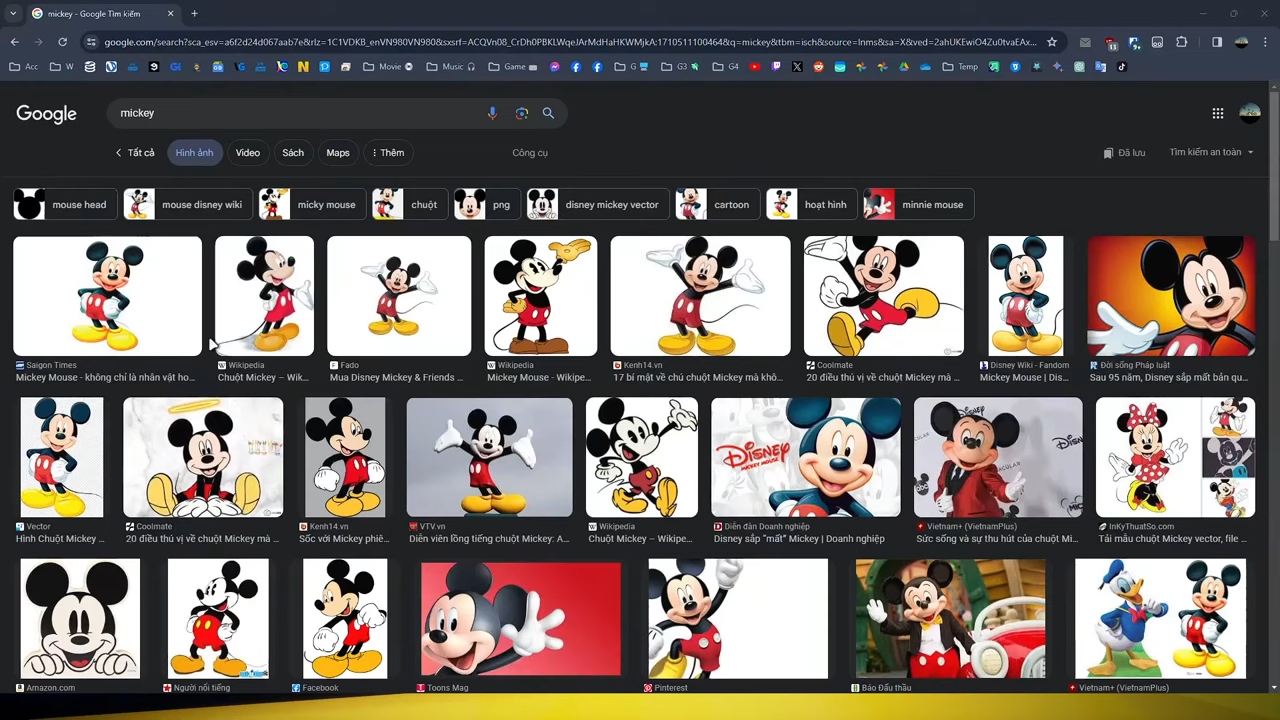 mickey - Google Tìm kiếm
google.com/search?sca_esv=a6f2d24d067aab7e&rlz=1C1VDKB_enVN980VN980&sxsrf=ACQVn08_CrDh0PBKLWqeJArMdHaHKWMjkA:1710511100464&q=mickey&tbm=isch&source=lnms&sa=X&ved=2ahUKEwiO4Zu0tvaEAx...
Acc W Movie Music Game G G3 G4 Temp
Google
mickey
Tất cả Hình ảnh Video Sách Maps Thêm Công cụ Đã lưu Tìm kiếm an toàn
mouse head mouse disney wiki micky mouse chuột png disney mickey vector cartoon hoạt hình minnie mouse
Saigon Times Wikipedia Fado Wikipedia Kenh14.vn Coolmate Disney Wiki - Fandom Đời sống Pháp luật
Mickey Mouse - không chỉ là nhân vật ho... Chuột Mickey – Wik... Mua Disney Mickey & Friends ... Mickey Mouse - Wikipe... 17 bí mật về chú chuột Mickey mà khô... 20 điều thú vị về chuột Mickey mà ... Mickey Mouse | Dis... Sau 95 năm, Disney sắp mất bản qu...
DISNEY
MICKEY MOUSE
Vector Coolmate Kenh14.vn VTV.vn Wikipedia Diễn đàn Doanh nghiệp Vietnam+ (VietnamPlus) InKyThuatSo.com
Hình Chuột Mickey ... 20 điều thú vị về chuột Mickey mà ... Sốc với Mickey phiê... Diễn viên lồng tiếng chuột Mickey: A... Chuột Mickey – Wikipe... Disney sắp “mất” Mickey | Doanh nghiệp Sức sống và sự thu hút của chuột Mi... Tải mẫu chuột Mickey vector, file ...
Amazon.com Người nổi tiếng Facebook Toons Mag Pinterest Báo Đấu thầu Vietnam+ (VietnamPlus)